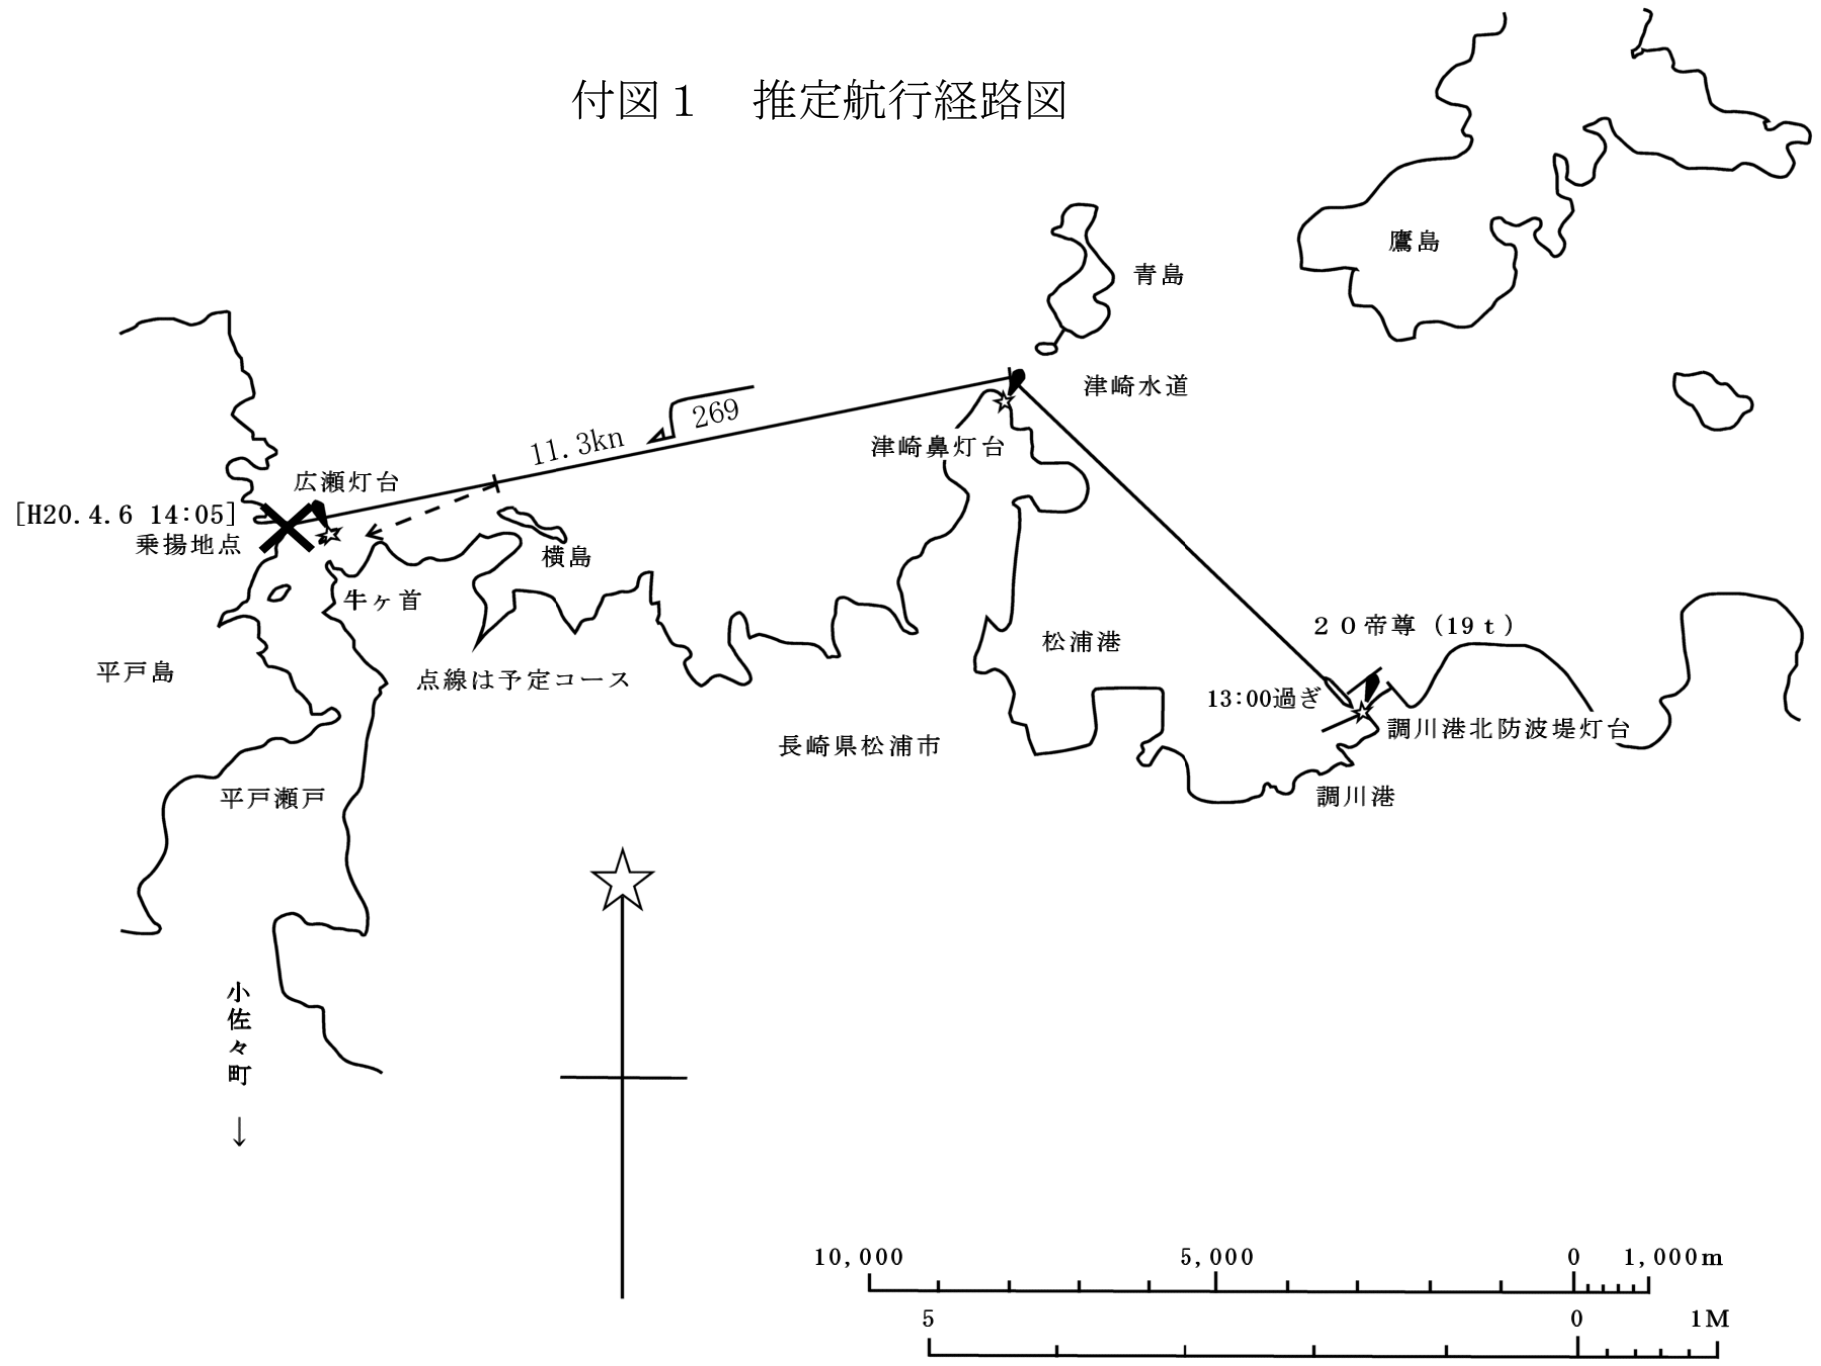 付図１　推定航行経路図
鷹島
青島
津崎水道
269
11.3kn
津崎鼻灯台
広瀬灯台
[H20.4.6 14:05]
乗揚地点
横島
牛ヶ首
２０帝尊（19ｔ）
松浦港
平戸島
点線は予定コース
13:00過ぎ
調川港北防波堤灯台
長崎県松浦市
平戸瀬戸
調川港
小佐々町　↓
10,000 5,000 0 1,000m
5 0 1M